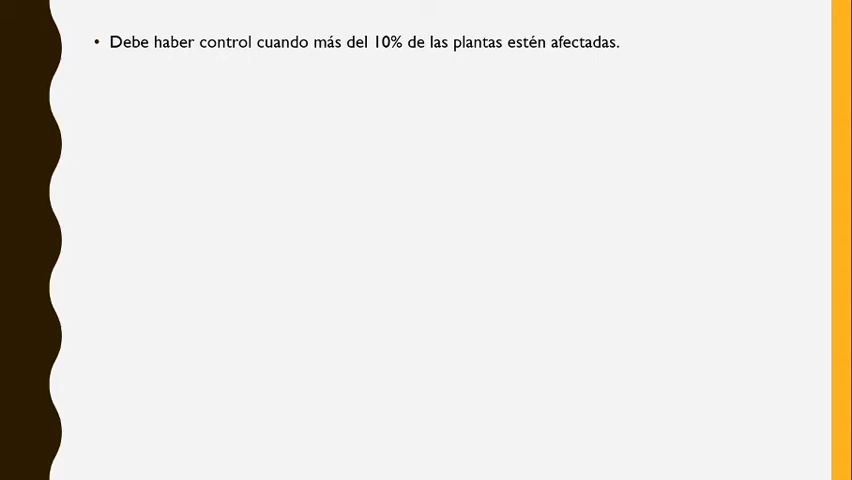 • Debe haber control cuando más del 10% de las plantas estén afectadas.